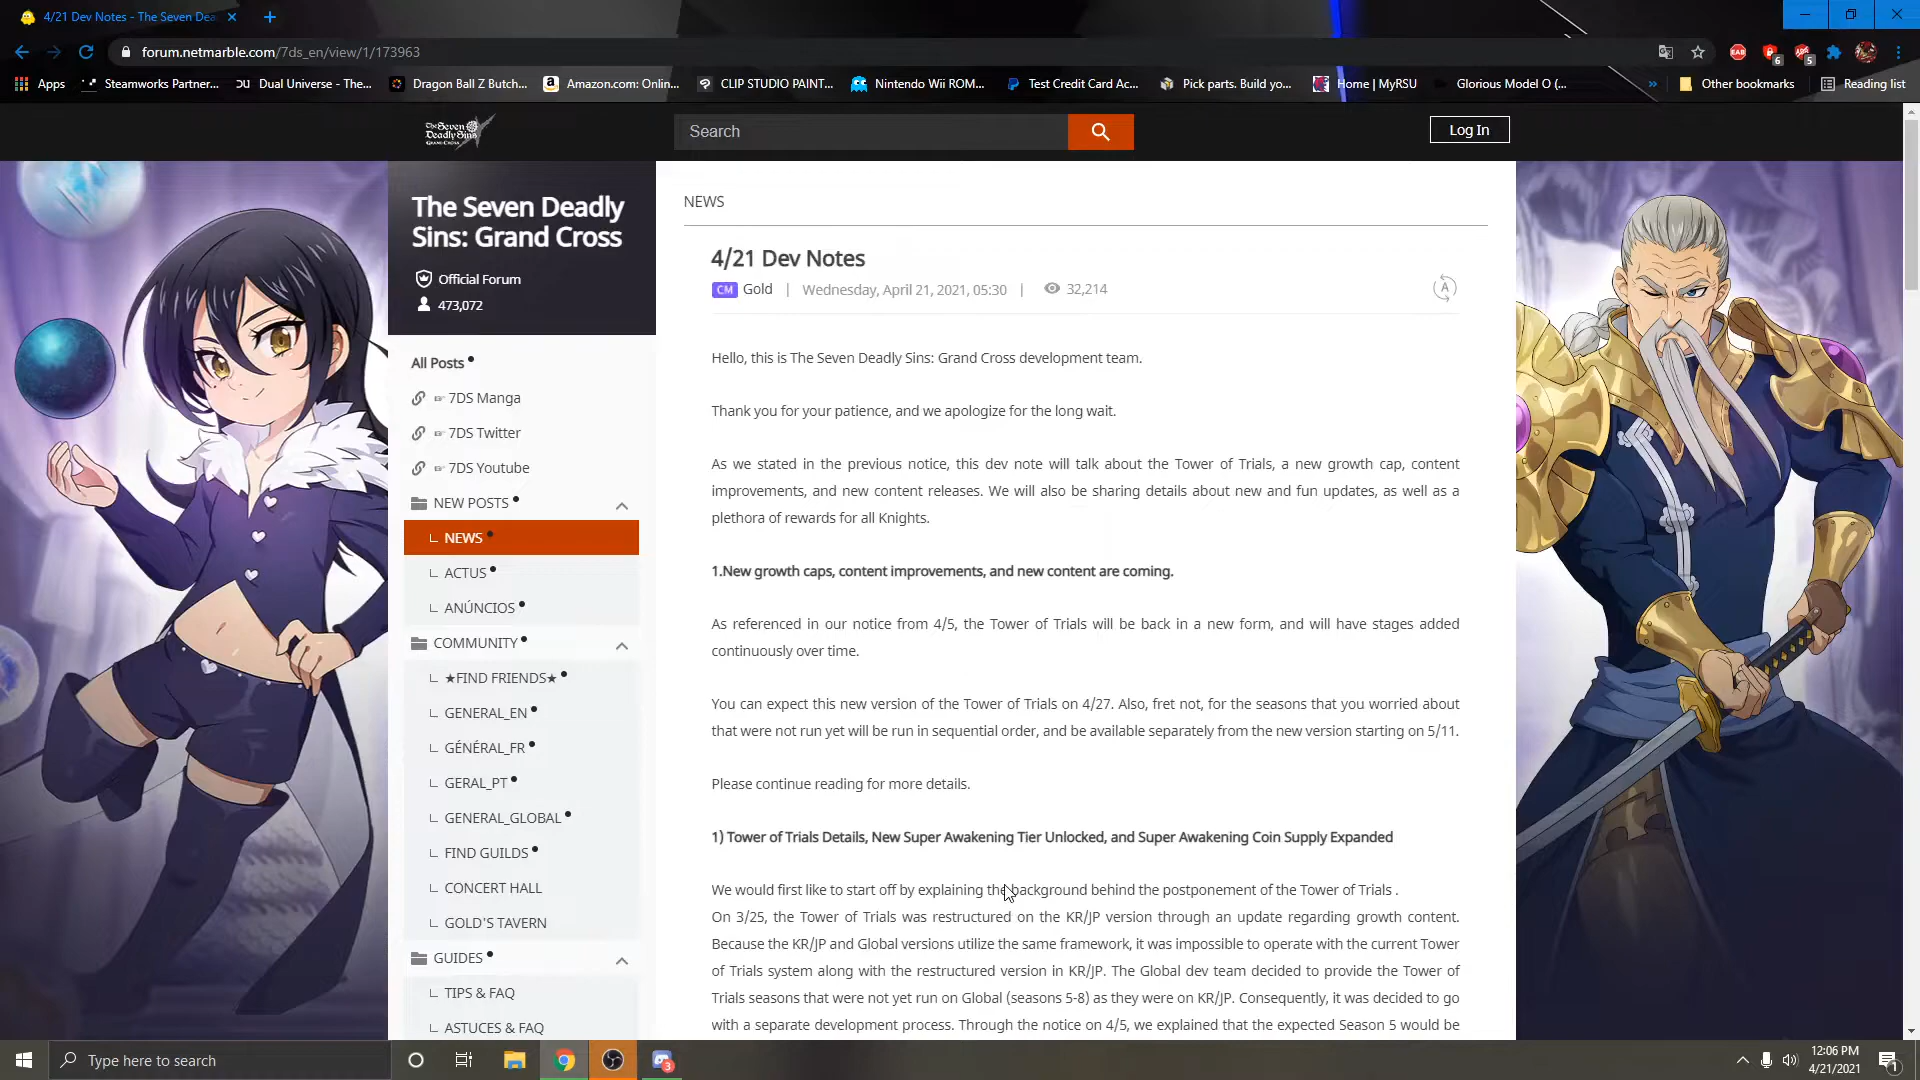 4/21 Dev Notes - The Seven Dea
forum.netmarble.com/7ds_en/view/1/173963
6
5
Apps
Steamworks Partner...
Dual Universe - The...
Dragon Ball Z Butch...
Amazon.com: Onlin...
CLIP STUDIO PAINT...
Nintendo Wii ROM...
Test Credit Card Ac...
Pick parts. Build yo...
Home | MyRSU
Glorious Model O (...
»
Other bookmarks
Reading list
The Seven
Deadly Sins
GRAND CROSS
Search
Log In
The Seven Deadly
Sins: Grand Cross
Official Forum
473,072
All Posts
7DS Manga
7DS Twitter
7DS Youtube
NEW POSTS
NEWS
ACTUS
ANÚNCIOS
COMMUNITY
★FIND FRIENDS★
GENERAL_EN
GÉNÉRAL_FR
GERAL_PT
GENERAL_GLOBAL
FIND GUILDS
CONCERT HALL
GOLD'S TAVERN
GUIDES
TIPS & FAQ
ASTUCES & FAQ
NEWS
4/21 Dev Notes
CM Gold | Wednesday, April 21, 2021, 05:30 | 32,214
A
Hello, this is The Seven Deadly Sins: Grand Cross development team.
Thank you for your patience, and we apologize for the long wait.
As we stated in the previous notice, this dev note will talk about the Tower of Trials, a new growth cap, content
improvements, and new content releases. We will also be sharing details about new and fun updates, as well as a
plethora of rewards for all Knights.
1.New growth caps, content improvements, and new content are coming.
As referenced in our notice from 4/5, the Tower of Trials will be back in a new form, and will have stages added
continuously over time.
You can expect this new version of the Tower of Trials on 4/27. Also, fret not, for the seasons that you worried about
that were not run yet will be run in sequential order, and be available separately from the new version starting on 5/11.
Please continue reading for more details.
1) Tower of Trials Details, New Super Awakening Tier Unlocked, and Super Awakening Coin Supply Expanded
We would first like to start off by explaining the background behind the postponement of the Tower of Trials .
On 3/25, the Tower of Trials was restructured on the KR/JP version through an update regarding growth content.
Because the KR/JP and Global versions utilize the same framework, it was impossible to operate with the current Tower
of Trials system along with the restructured version in KR/JP. The Global dev team decided to provide the Tower of
Trials seasons that were not yet run on Global (seasons 5-8) as they were on KR/JP. Consequently, it was decided to go
with a separate development process. Through the notice on 4/5, we explained that the expected Season 5 would be
Type here to search
3
12:06 PM
4/21/2021
1